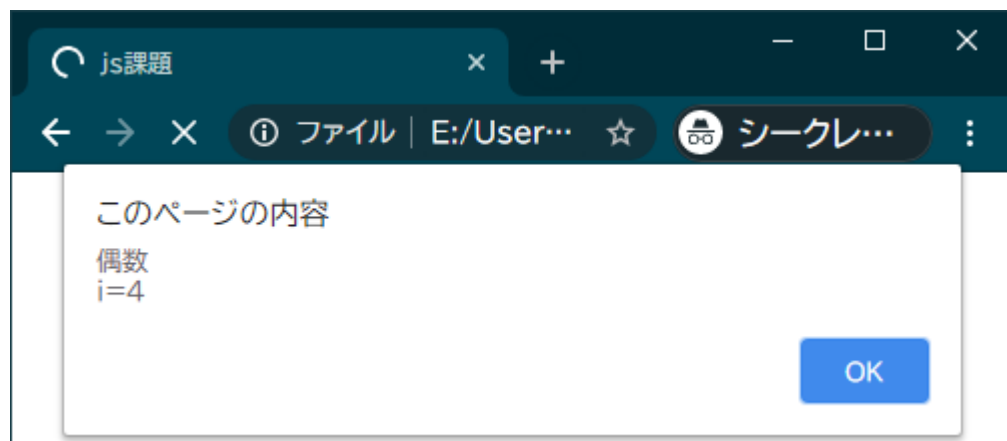 js課題
ファイル | E:/User… シークレ…
このページの内容
偶数
i=4
OK